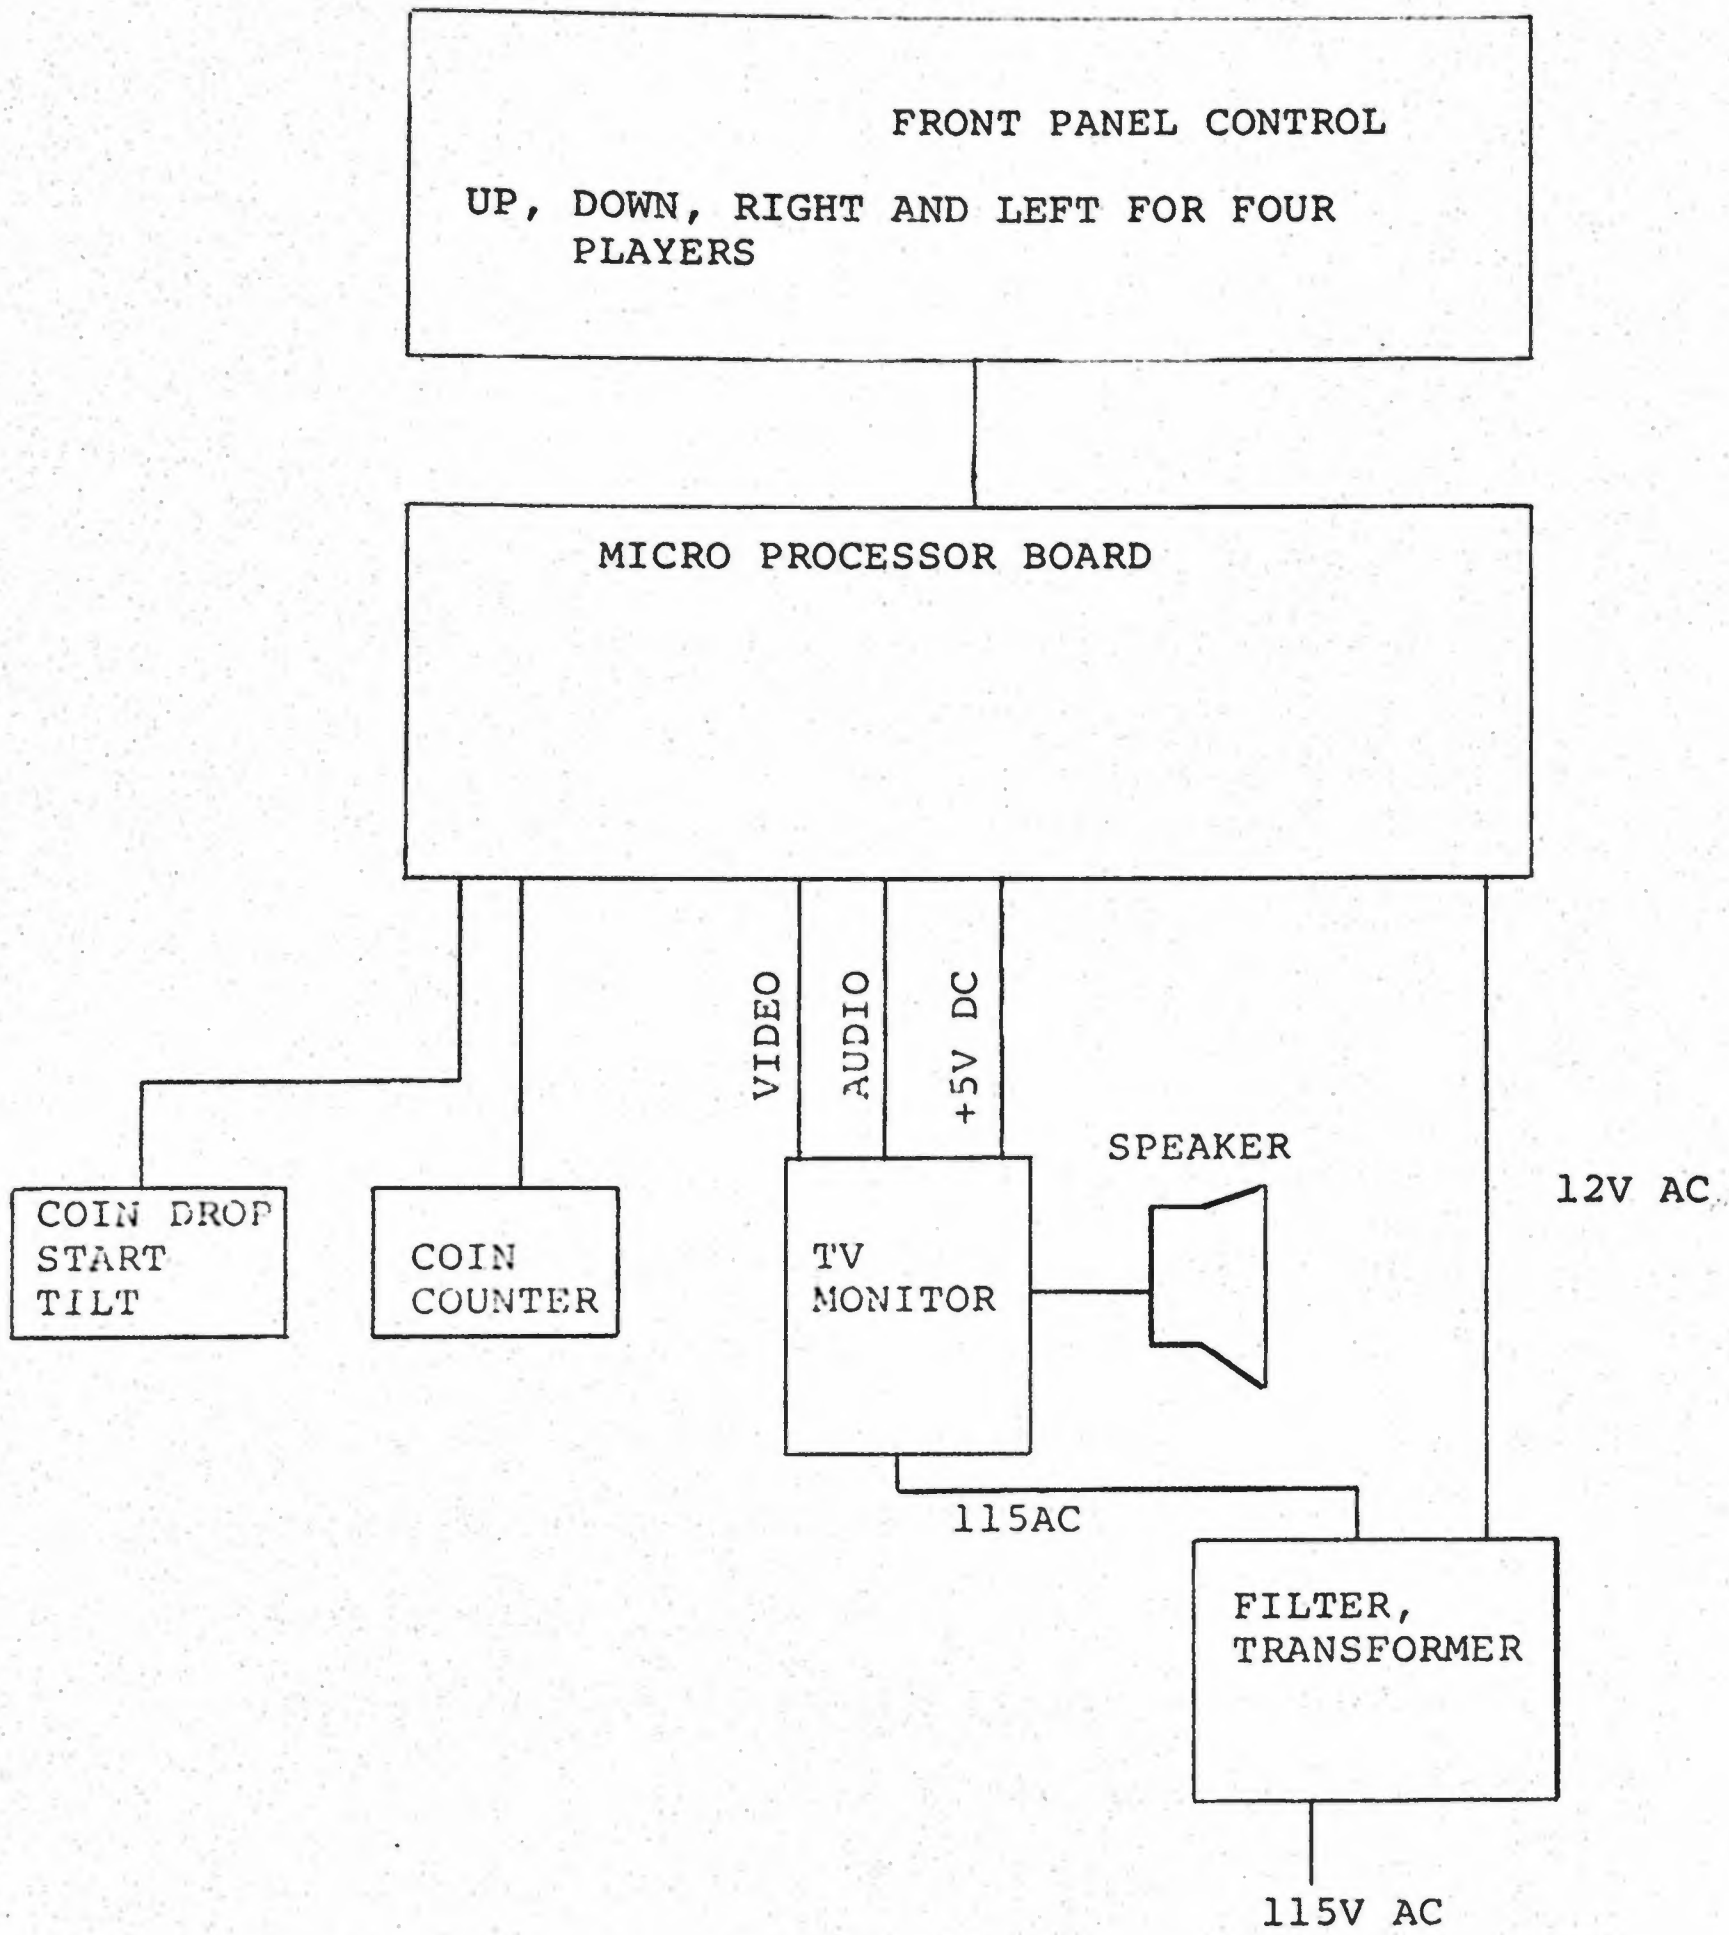 FRONT PANEL CONTROL
UP, DOWN, RIGHT AND LEFT FOR FOUR
PLAYERS
MICRO PROCESSOR BOARD
VIDEO
AUDIO
+5V DC
SPEAKER
12V AC
COIN DROP
START
TILT
COIN
COUNTER
TV
MONITOR
115AC
FILTER,
TRANSFORMER
115V AC